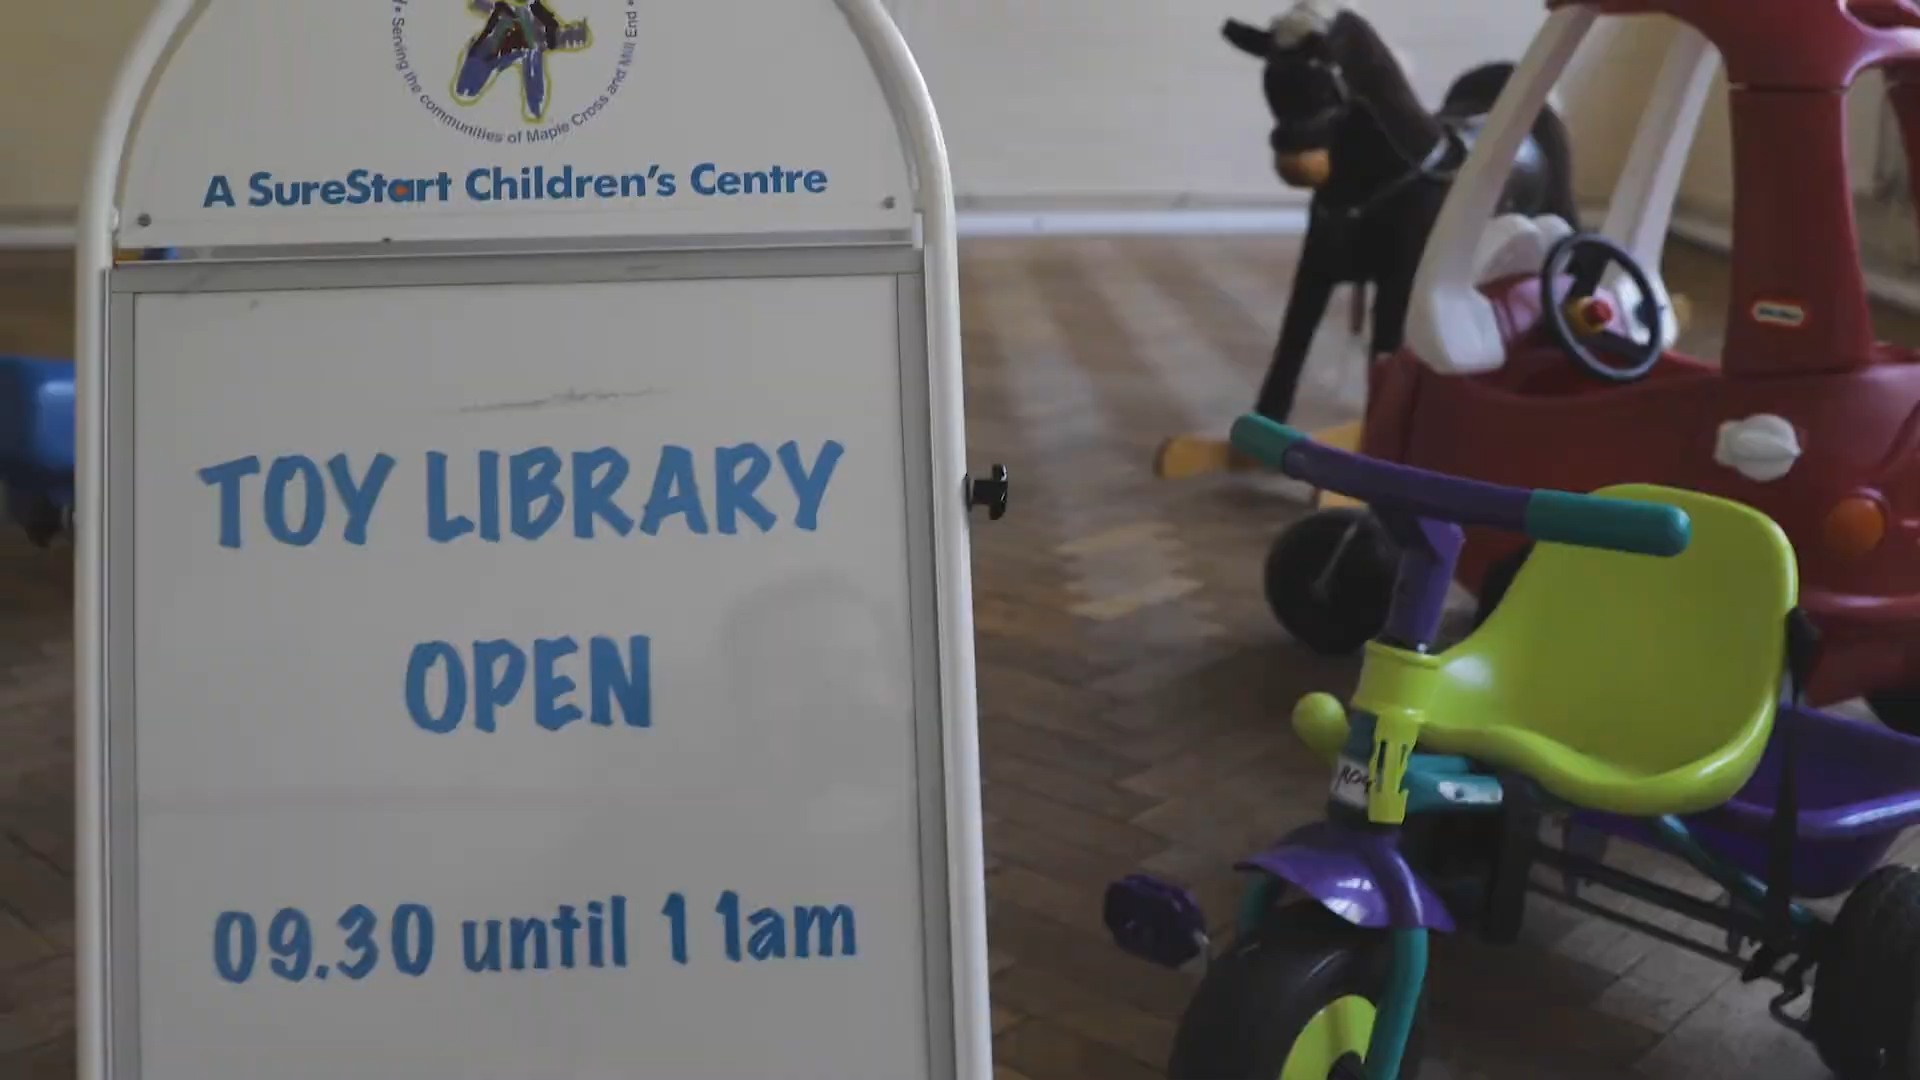 • Serving the communities of Maple Cross and Mill End •
A SureStart Children's Centre
TOY LIBRARY
OPEN
09.30 until 11am